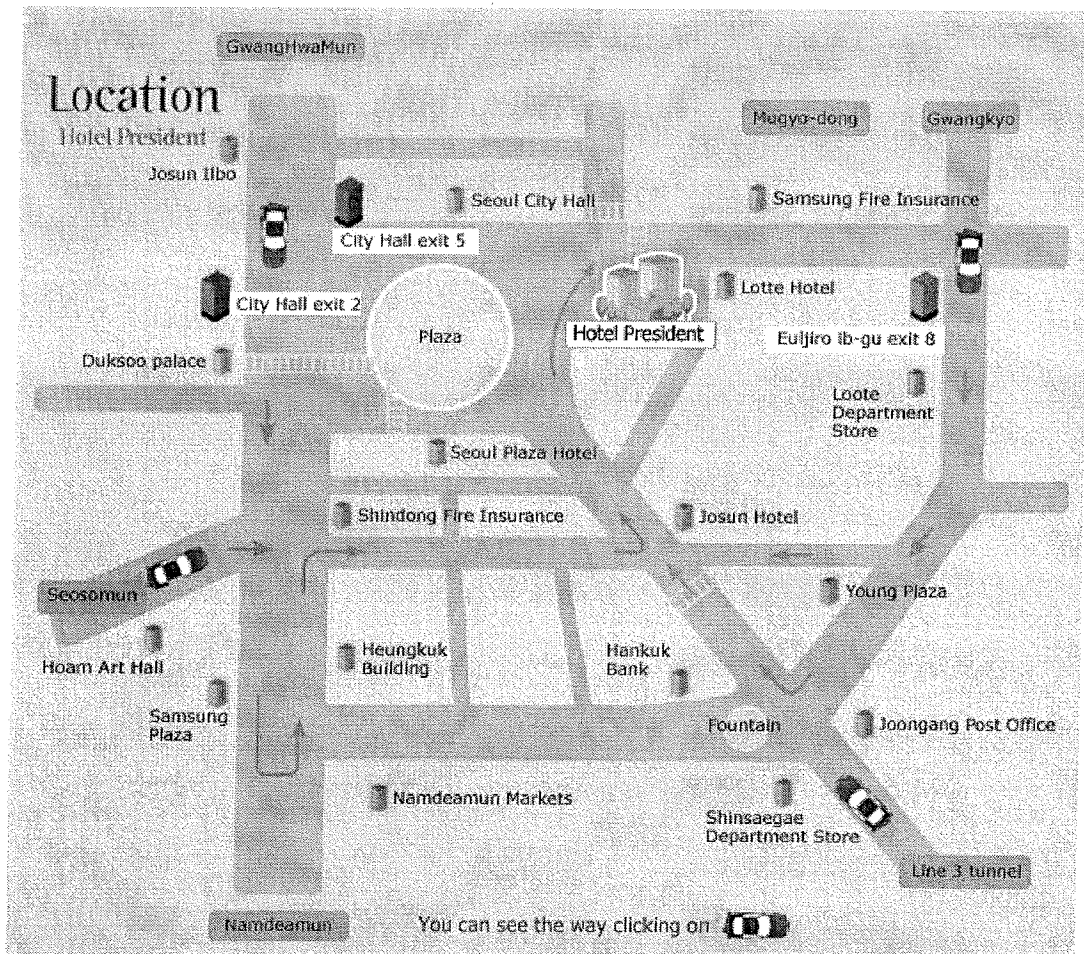 GwangHwaMun
Location
Hotel President
Josun Ilbo
Mugyo-dong
Gwangkyo
Seoul City Hall
Samsung Fire Insurance
City Hall exit 5
City Hall exit 2
Plaza
Lotte Hotel
Hotel President
Euljiro ib-gu exit 8
Duksoo palace
Loote
Department
Store
Seoul Plaza Hotel
Shindong Fire Insurance
Josun Hotel
Seosomun
Young Plaza
Hoam Art Hall
Heungkuk
Building
Hankuk
Bank
Samsung
Plaza
Fountain
Joongang Post Office
Namdeamun Markets
Shinsaegae
Department Store
Line 3 tunnel
Namdeamun
You can see the way clicking on